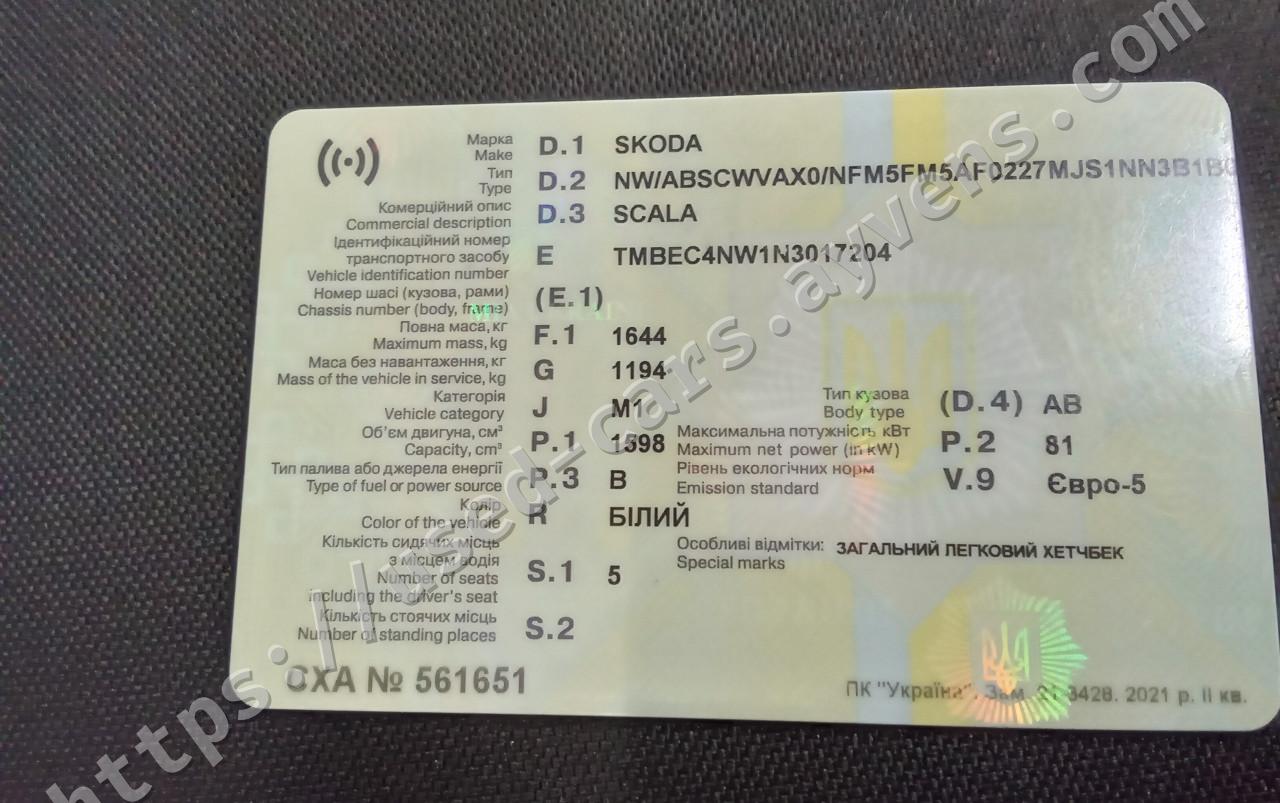 Марка D.1 SKODA
Make
Тип D.2 NW/ABSCWVAX0/NFM5FM5AF0227MJS1NN3B1B0
Type
Комерційний опис D.3 SCALA
Commercial description
Ідентифікаційний номер
транспортного засобу E TMBEC4NW1N3017204
Vehicle identification number
Номер шасі (кузова, рами) (E.1)
Chassis number (body, frame)
Повна маса, кг F.1 1644
Maximum mass, kg
Маса без навантаження, кг G 1194
Mass of the vehicle in service, kg
Категорія J M1 Тип кузова (D.4) АВ
Vehicle category Body type
Об'єм двигуна, см³ P.1 1598 Максимальна потужність кВт P.2 81
Capacity, cm³ Maximum net power (in kW)
Тип палива або джерела енергії P.3 B Рівень екологічних норм V.9 Євро-5
Type of fuel or power source Emission standard
Колір R БІЛИЙ
Color of the vehicle
Кількість сидячих місць Особливі відмітки: ЗАГАЛЬНИЙ ЛЕГКОВИЙ ХЕТЧБЕК
з місцем водія S.1 5 Special marks
Number of seats
including the driver's seat
Кількість стоячих місць S.2
Number of standing places
СХА № 561651
ПК "Україна". Зам. 21-3428. 2021 р. II кв.
https://used-cars.ayvens.com